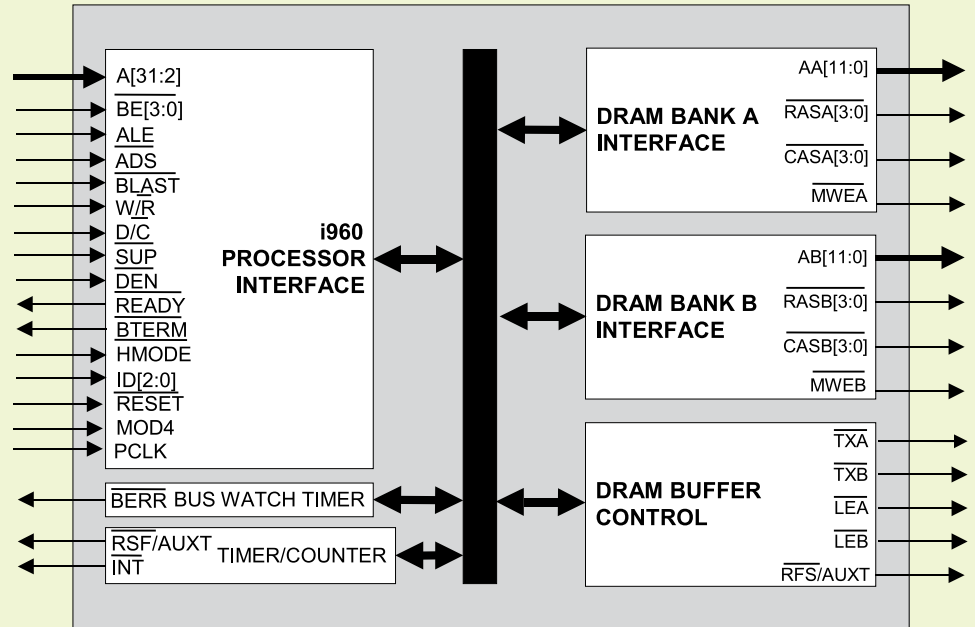 A[31:2]
BE[3:0]
ALE
ADS
BLAST
W/R
D/C
SUP
DEN
READY
BTERM
HMODE
ID[2:0]
RESET
MOD4
PCLK
i960
PROCESSOR
INTERFACE
BERR BUS WATCH TIMER
RSF/AUXT
INT
TIMER/COUNTER
DRAM BANK A
INTERFACE
AA[11:0]
RASA[3:0]
CASA[3:0]
MWEA
DRAM BANK B
INTERFACE
AB[11:0]
RASB[3:0]
CASB[3:0]
MWEB
DRAM BUFFER
CONTROL
TXA
TXB
LEA
LEB
RFS/AUXT